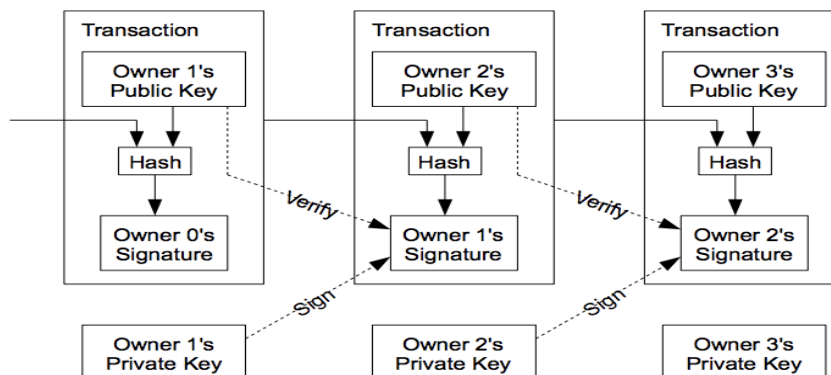 Transaction
Owner 1's
Public Key
Hash
Owner 0's
Signature
Transaction
Owner 2's
Public Key
Hash
Verify
Owner 1's
Signature
Sign
Transaction
Owner 3's
Public Key
Hash
Verify
Owner 2's
Signature
Sign
Owner 1's
Private Key
Owner 2's
Private Key
Owner 3's
Private Key